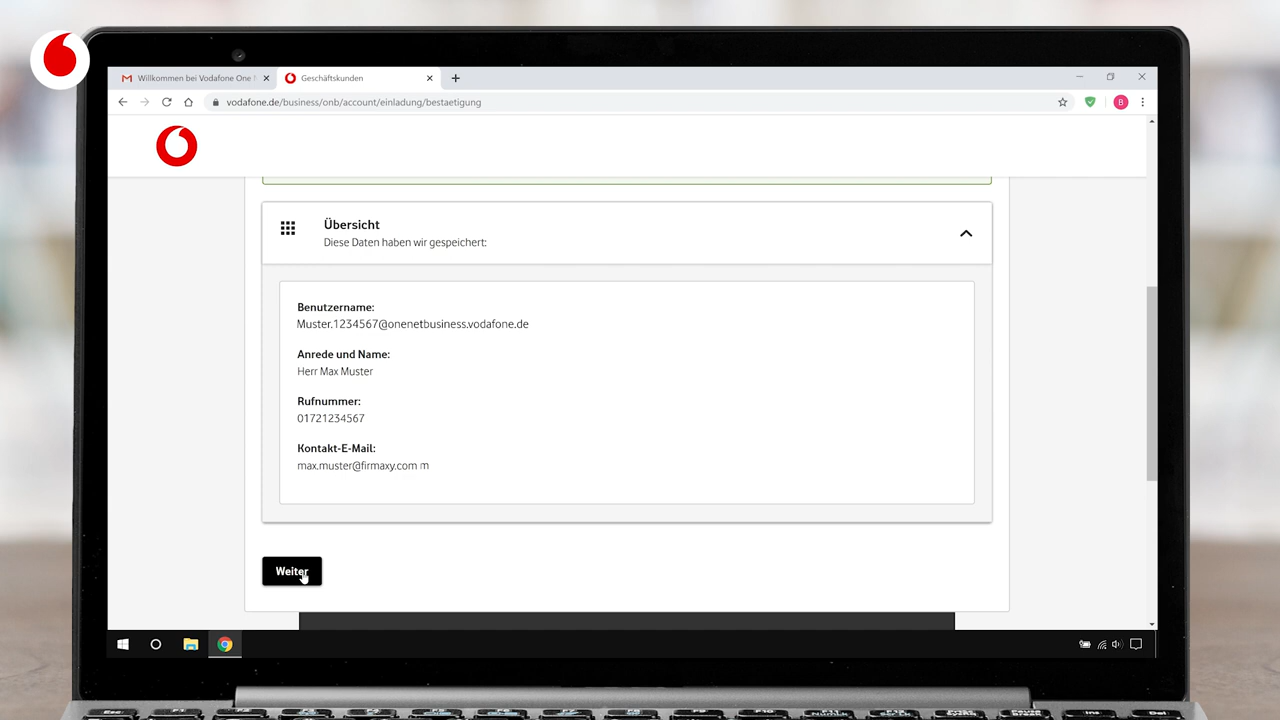 Willkommen bei Vodafone One
Geschäftskunden
vodafone.de/business/onb/account/einladung/bestaetigung
B
Übersicht
Diese Daten haben wir gespeichert:
Benutzername:
Muster.1234567@onenetbusiness.vodafone.de
Anrede und Name:
Herr Max Muster
Rufnummer:
01721234567
Kontakt-E-Mail:
max.muster@firmaxy.com m
Weiter